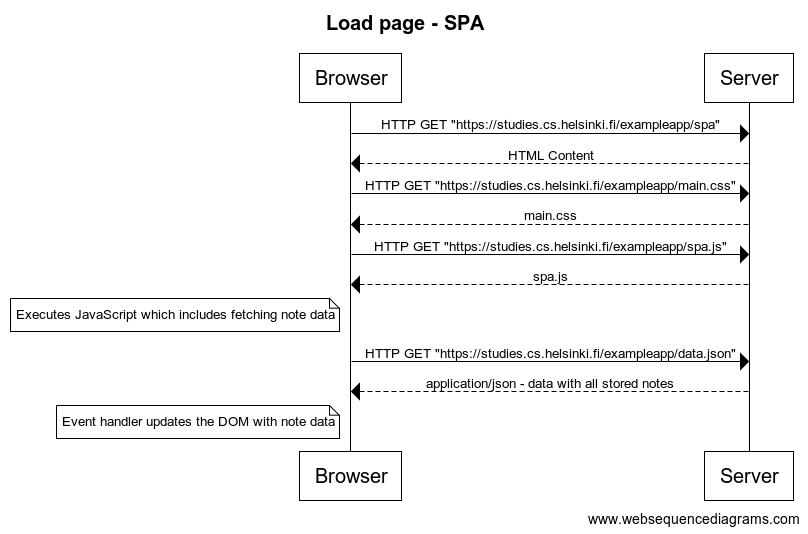 Load page - SPA
Browser
Server
HTTP GET "https://studies.cs.helsinki.fi/exampleapp/spa"
HTML Content
HTTP GET "https://studies.cs.helsinki.fi/exampleapp/main.css"
main.css
HTTP GET "https://studies.cs.helsinki.fi/exampleapp/spa.js"
spa.js
Executes JavaScript which includes fetching note data
HTTP GET "https://studies.cs.helsinki.fi/exampleapp/data.json"
application/json - data with all stored notes
Event handler updates the DOM with note data
Browser
Server
www.websequencediagrams.com